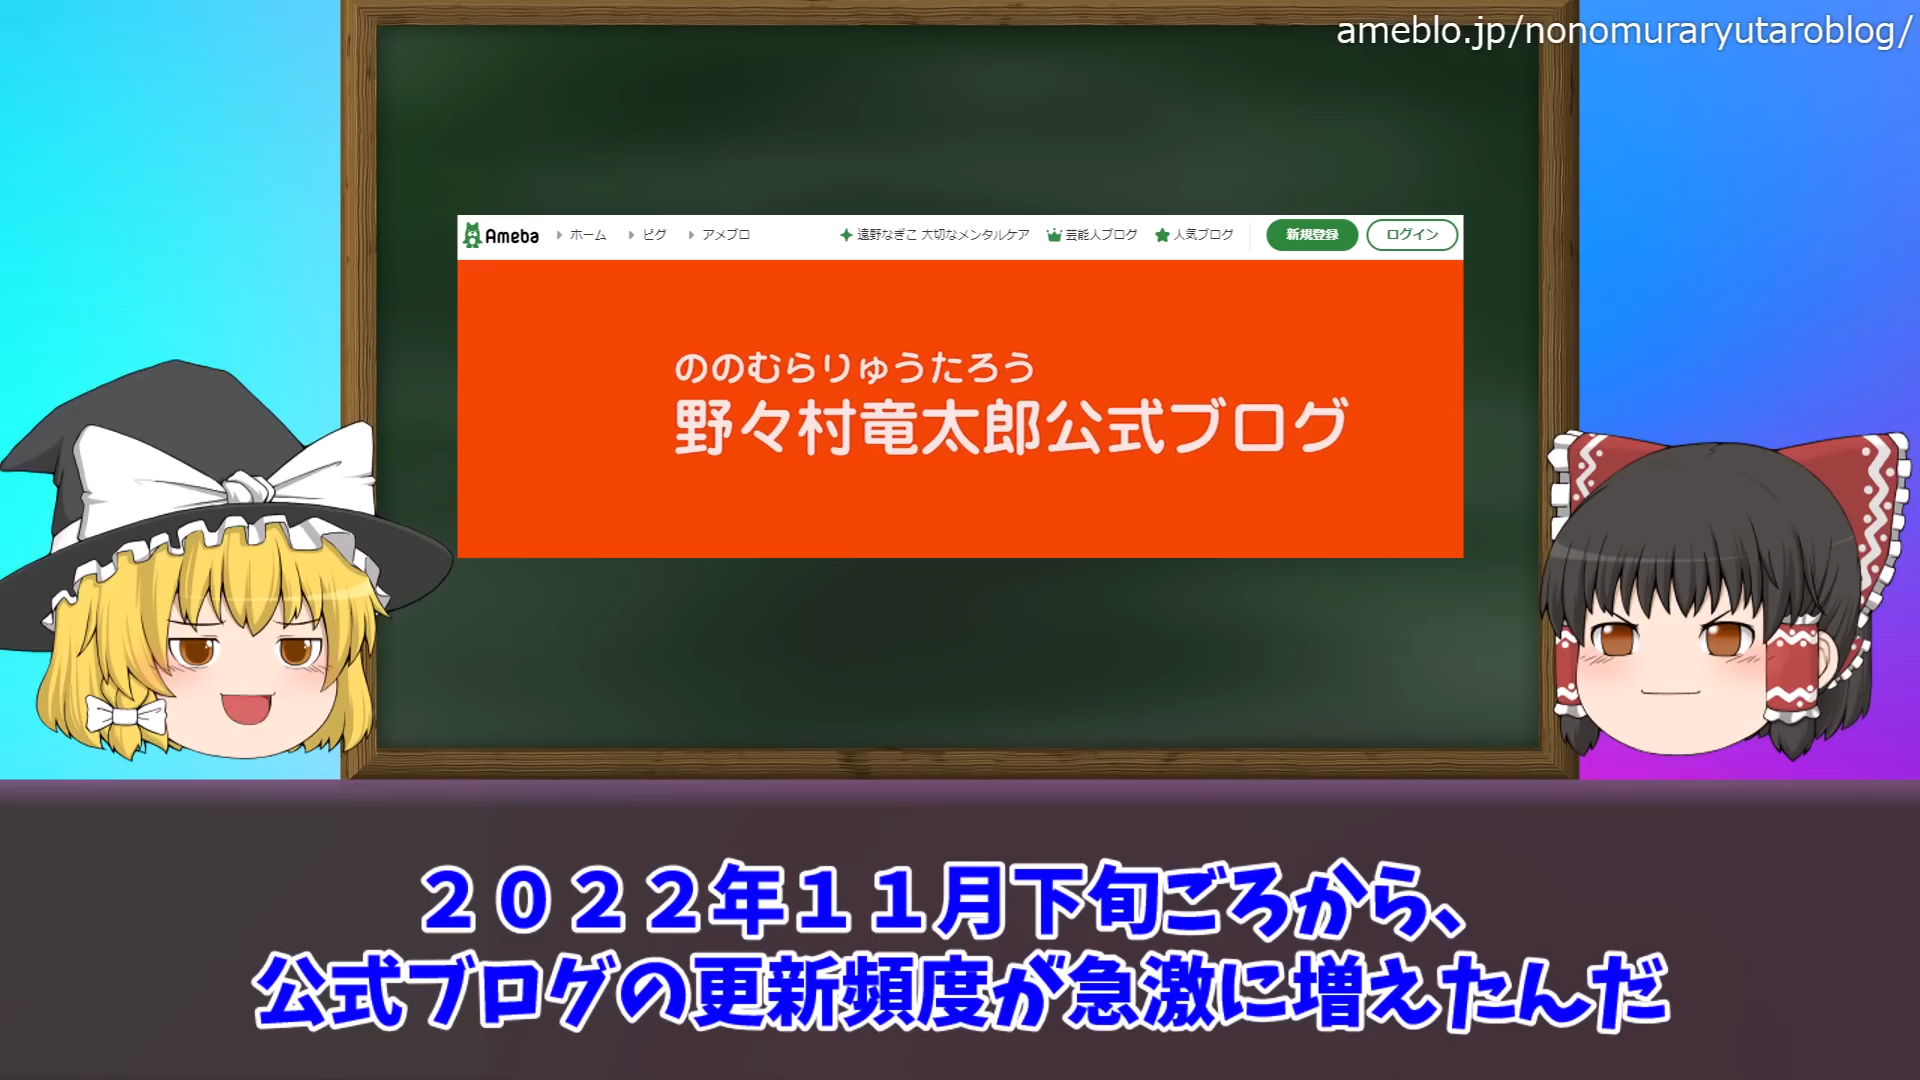 ameblo.jp/nonomuraryutaroblog/
Ameba ホーム ピグ アメブロ 遠野なぎこ 大切なメンタルケア 芸能人ブログ 人気ブログ 新規登録 ログイン
ののむらりゅうたろう
野々村竜太郎公式ブログ
２０２２年１１月下旬ごろから、
公式ブログの更新頻度が急激に増えたんだ